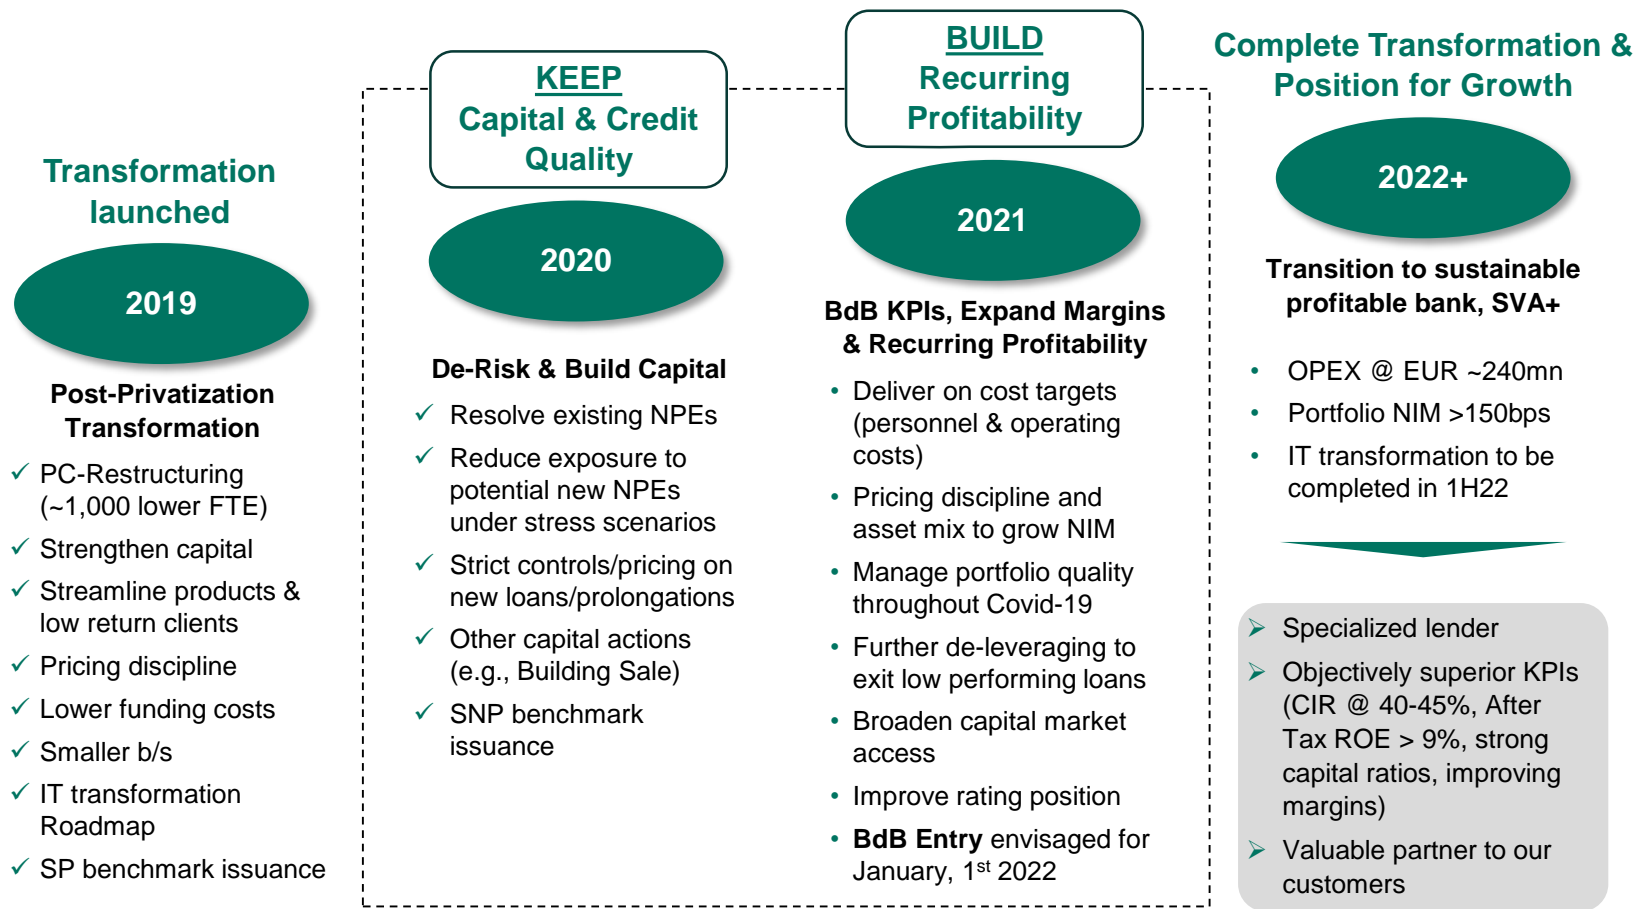 Transformation
launched
2019
Post-Privatization
Transformation
PC-Restructuring
(~1,000 lower FTE)
Strengthen capital
Streamline products &
low return clients
Pricing discipline
Lower funding costs
Smaller b/s
IT transformation
Roadmap
SP benchmark issuance
KEEP
Capital & Credit
Quality
2020
De-Risk & Build Capital
Resolve existing NPEs
Reduce exposure to
potential new NPEs
under stress scenarios
Strict controls/pricing on
new loans/prolongations
Other capital actions
(e.g., Building Sale)
SNP benchmark
issuance
BUILD
Recurring
Profitability
2021
BdB KPIs, Expand Margins
& Recurring Profitability
• Deliver on cost targets
(personnel & operating
costs)
• Pricing discipline and
asset mix to grow NIM
• Manage portfolio quality
throughout Covid-19
• Further de-leveraging to
exit low performing loans
• Broaden capital market
access
• Improve rating position
• BdB Entry envisaged for
January, 1st 2022
Complete Transformation &
Position for Growth
2022+
Transition to sustainable
profitable bank, SVA+
• OPEX @ EUR ~240mn
• Portfolio NIM >150bps
• IT transformation to be
completed in 1H22
Specialized lender
Objectively superior KPIs
(CIR @ 40-45%, After
Tax ROE > 9%, strong
capital ratios, improving
margins)
Valuable partner to our
customers